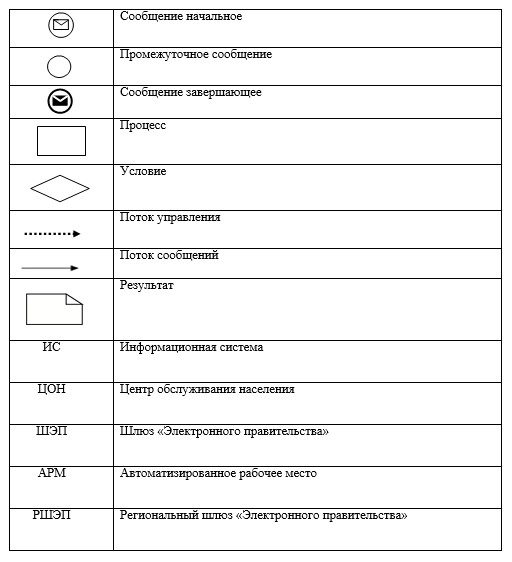 Сообщение начальное
Промежуточное сообщение
Сообщение завершающее
Процесс
Условие
Поток управления
Поток сообщений
Результат
ИС Информационная система
ЦОН Центр обслуживания населения
ШЭП Шлюз «Электронного правительства»
АРМ Автоматизированное рабочее место
РШЭП Региональный шлюз «Электронного правительства»